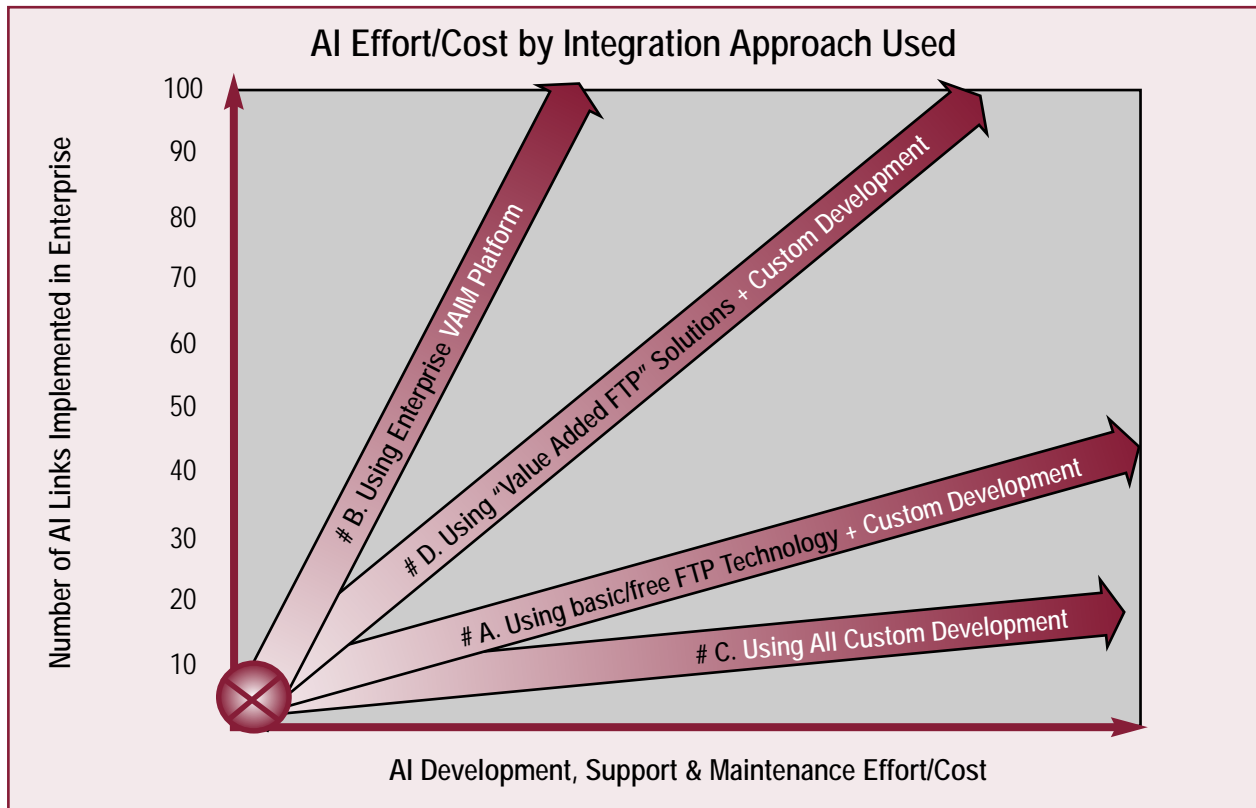 AI Effort/Cost by Integration Approach Used
Number of AI Links Implemented in Enterprise
100
90
80
70
60
50
40
30
20
10
# B. Using Enterprise VAIM Platform
# D. Using “Value Added FTP” Solutions + Custom Development
# A. Using basic/free FTP Technology + Custom Development
# C. Using All Custom Development
AI Development, Support & Maintenance Effort/Cost